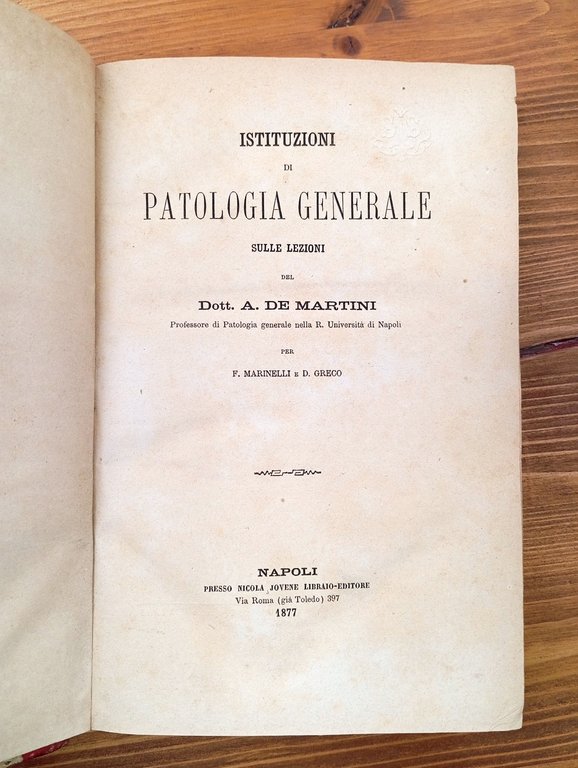 ISTITUZIONI
DI
PATOLOGIA GENERALE
SULLE LEZIONI
DEL
Dott. A. DE MARTINI
Professore di Patologia generale nella R. Università di Napoli
PER
F. MARINELLI E D. GRECO
NAPOLI
PRESSO NICOLA JOVENE LIBRAIO-EDITORE
Via Roma (già Toledo) 397
1877